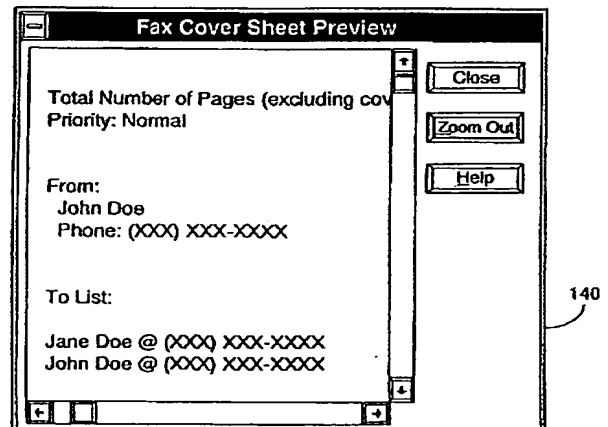 Fax Cover Sheet Preview
Total Number of Pages (excluding cov
Priority: Normal
From:
John Doe
Phone: (XXX) XXX-XXXX
To List:
Jane Doe @ (XXX) XXX-XXXX
John Doe @ (XXX) XXX-XXXX
Close
Zoom Out
Help
140